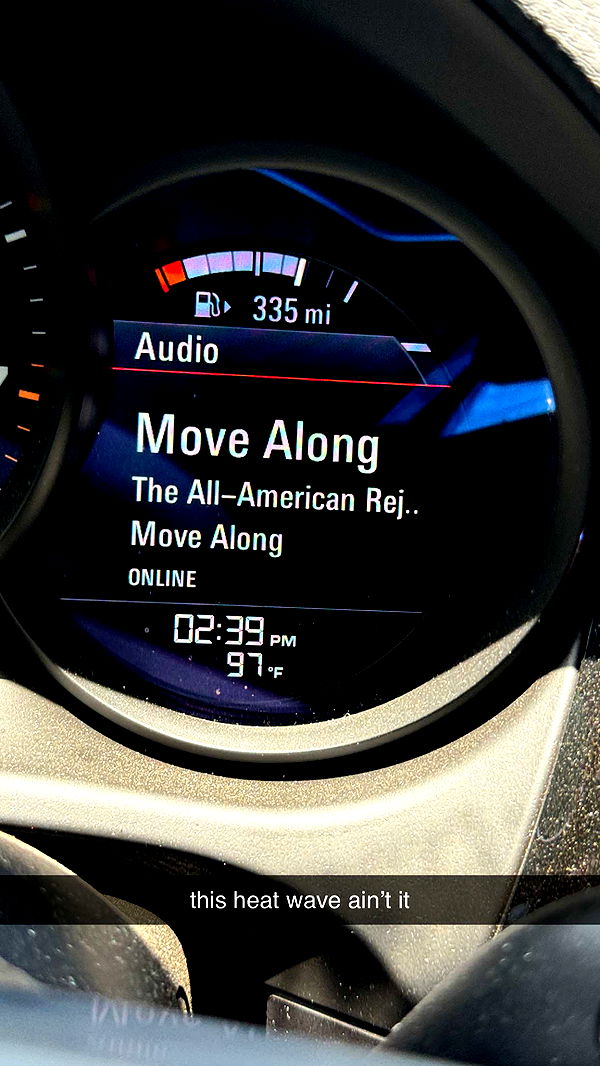 335 mi
Audio
Move Along
The All-American Rej..
Move Along
ONLINE
02:39 PM
97°F
this heat wave ain't it